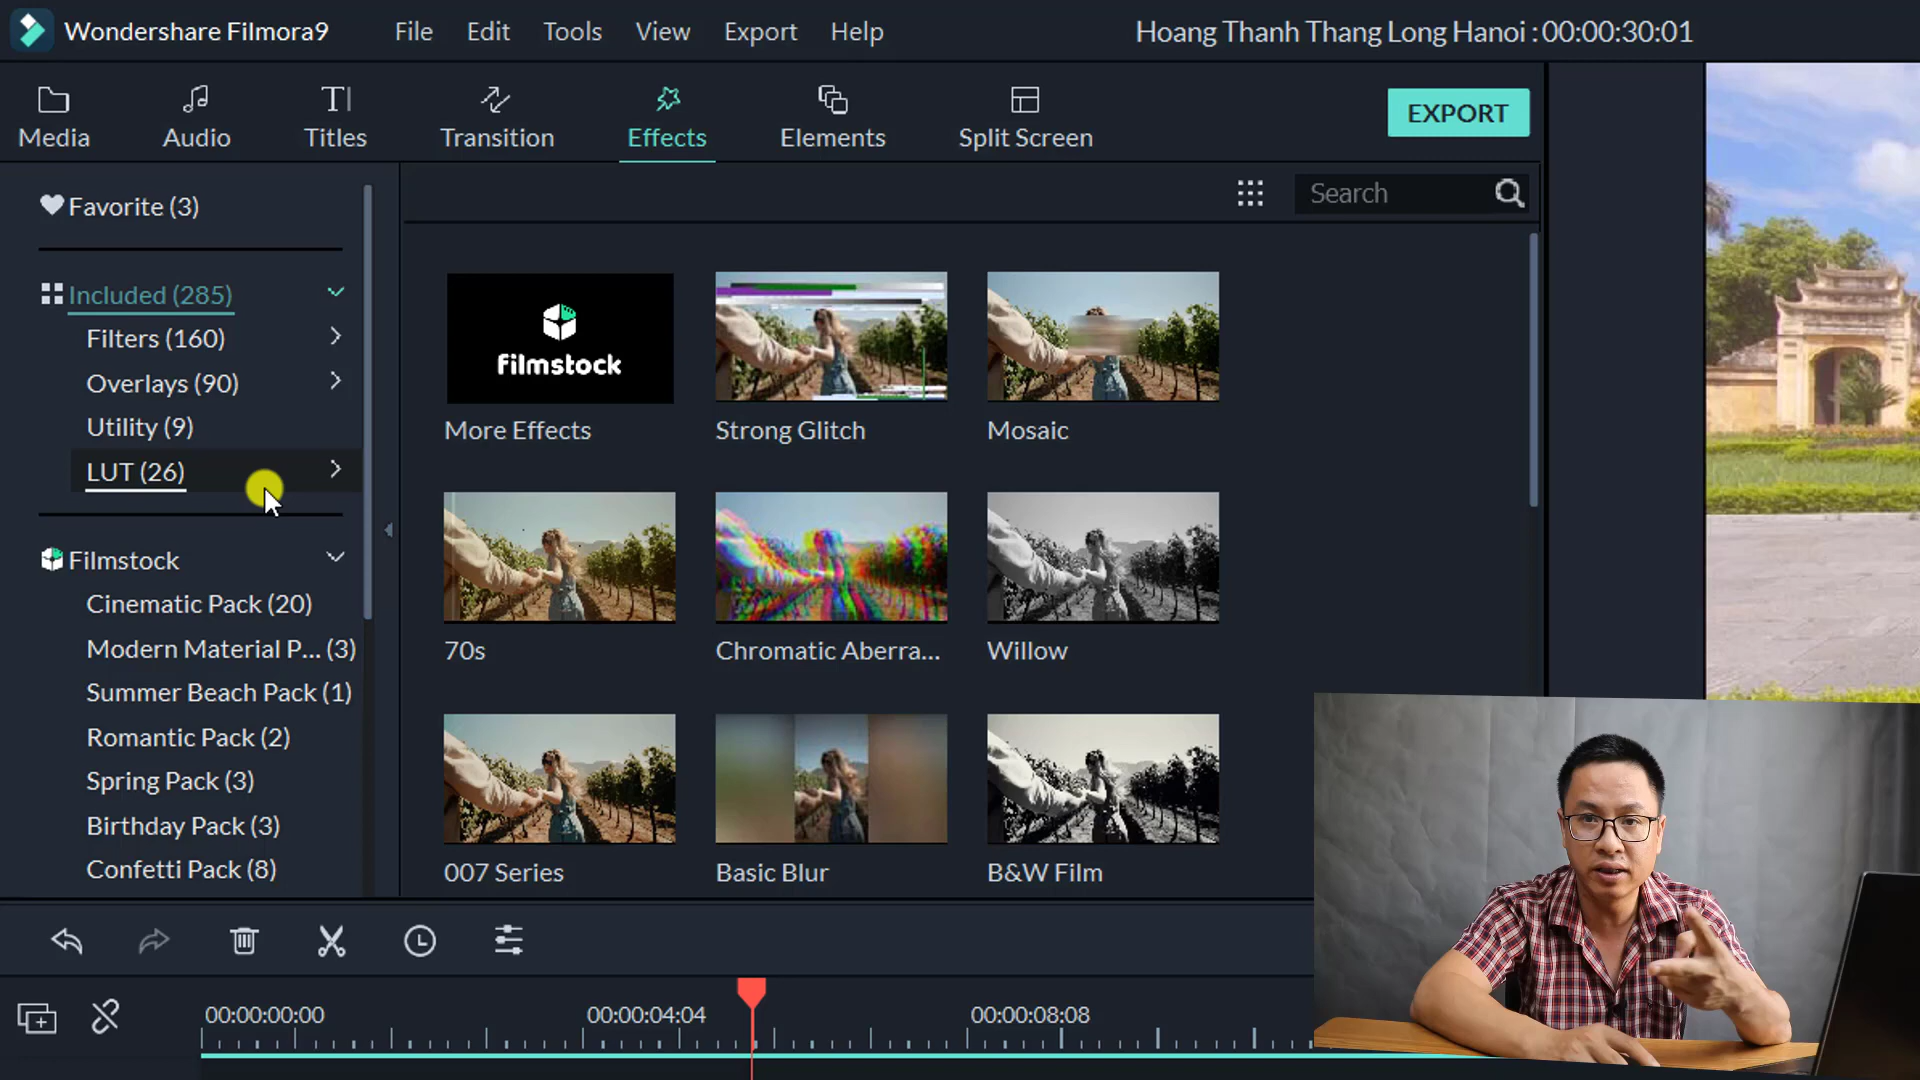 Wondershare Filmora9
File
Edit
Tools
View
Export
Help
Hoang Thanh Thang Long Hanoi : 00:00:30:01
Media
Audio
Titles
Transition
Effects
Elements
Split Screen
EXPORT
Search
Favorite (3)
Included (285)
Filters (160)
Overlays (90)
Utility (9)
LUT (26)
Filmstock
Cinematic Pack (20)
Modern Material P... (3)
Summer Beach Pack (1)
Romantic Pack (2)
Spring Pack (3)
Birthday Pack (3)
Confetti Pack (8)
filmstock
More Effects
Strong Glitch
Mosaic
70s
Chromatic Aberra...
Willow
007 Series
Basic Blur
B&W Film
00:00:00:00
00:00:04:04
00:00:08:08